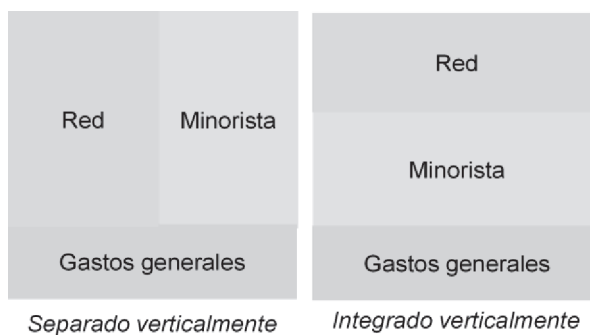 Red
Minorista
Gastos generales
Separado verticalmente
Red
Minorista
Gastos generales
Integrado verticalmente